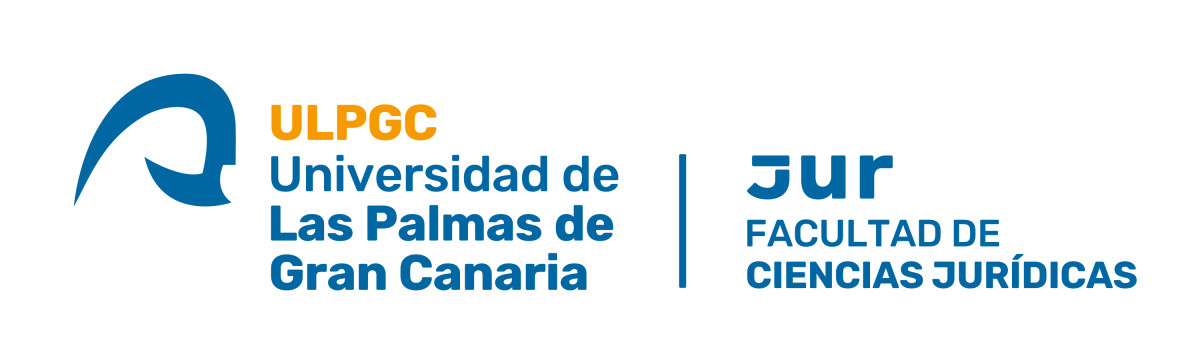 ULPGC
Universidad de
Las Palmas de
Gran Canaria
Jur
FACULTAD DE
CIENCIAS JURÍDICAS